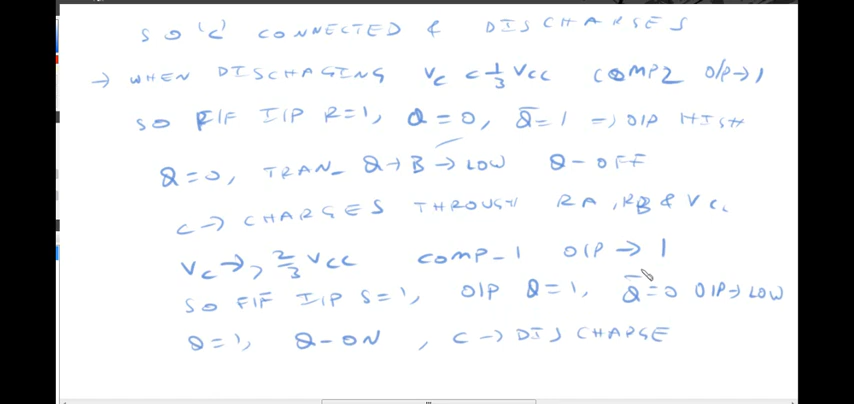 SO 'C' CONNECTED & DISCHARGES
→ WHEN DISCHAGING VC < 1/3 VCC COMP2 O/P → 1
SO F/F I/P R=1, Q=0, Q̅=1 → O/P HIGH
Q=0, TRAN_ Q → B → LOW Q-OFF
C → CHARGES THROUGH RA, RB & VCC
VC → > 2/3 VCC COMP-1 O/P → 1
SO F/F I/P S=1, O/P Q=1, Q̅=0 O/P → LOW
Q=1, Q-ON, C → DISCHARGE